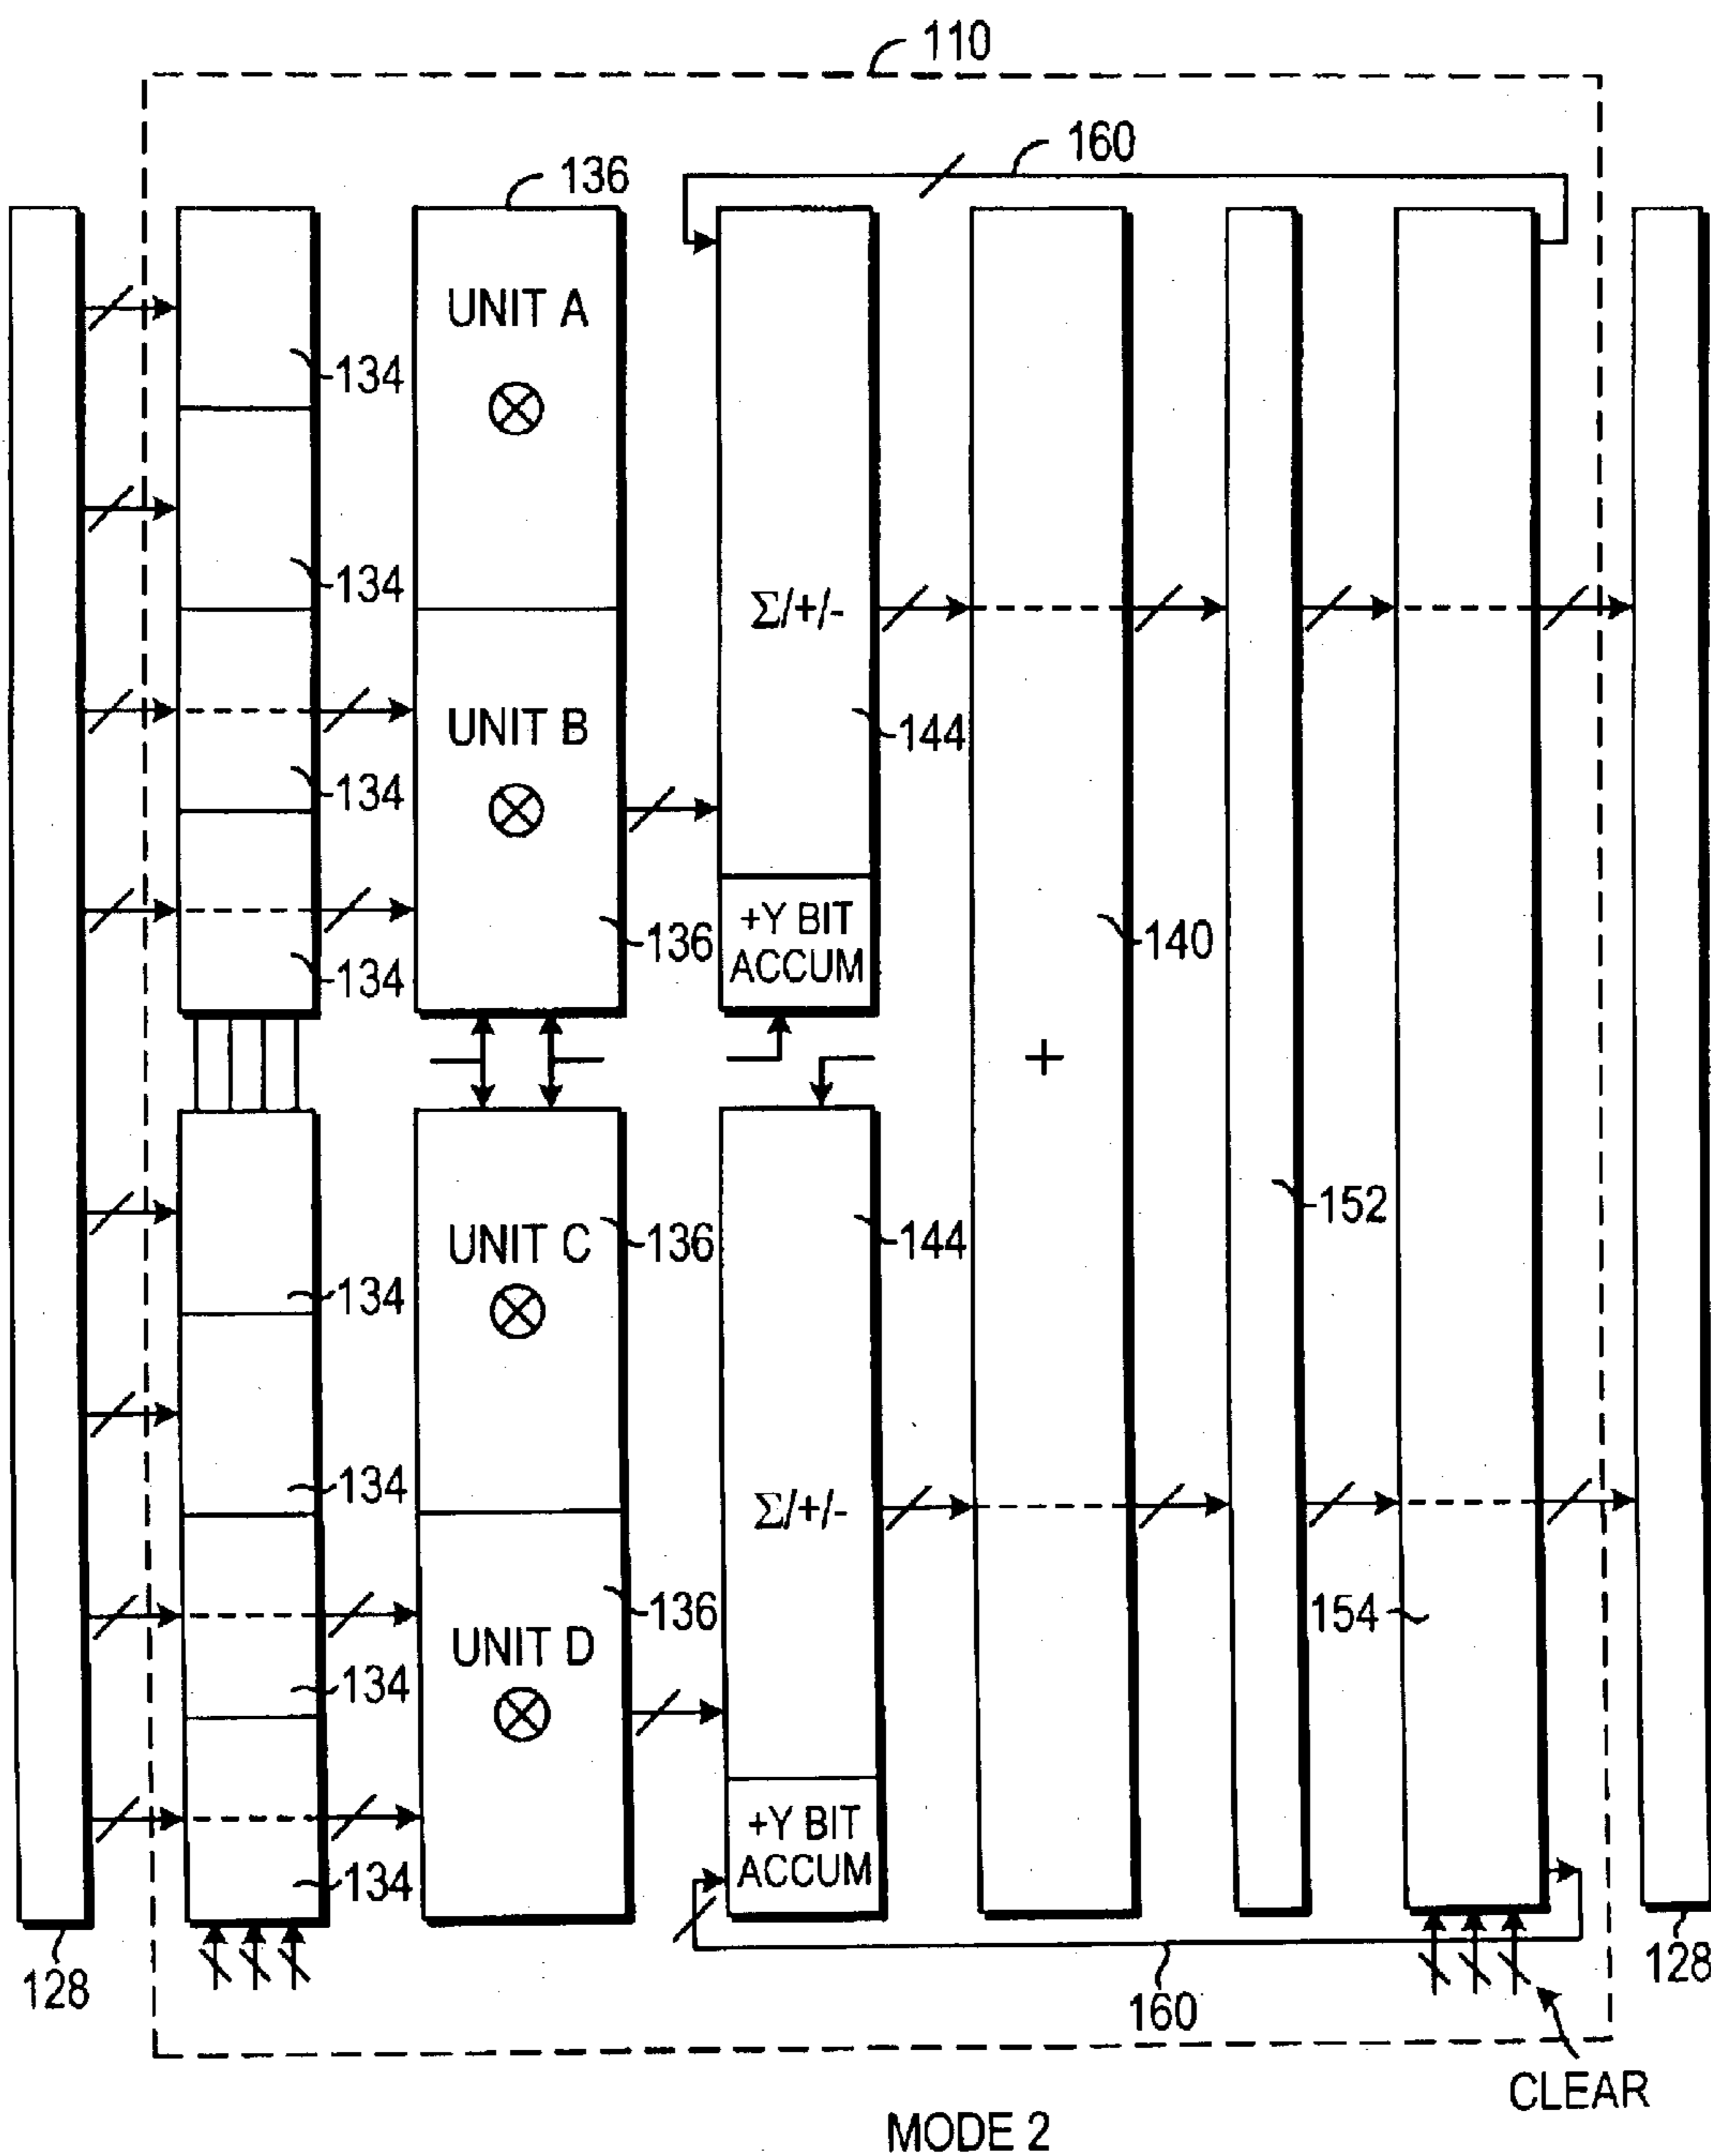 110
160
136
UNIT A
134
134
Σ/+/-
UNIT B
144
134
136
+Y BIT
ACCUM
140
134
+
152
UNIT C
136
144
134
134
Σ/+/-
136
154
UNIT D
134
+Y BIT
ACCUM
134
128
160
128
CLEAR
MODE 2